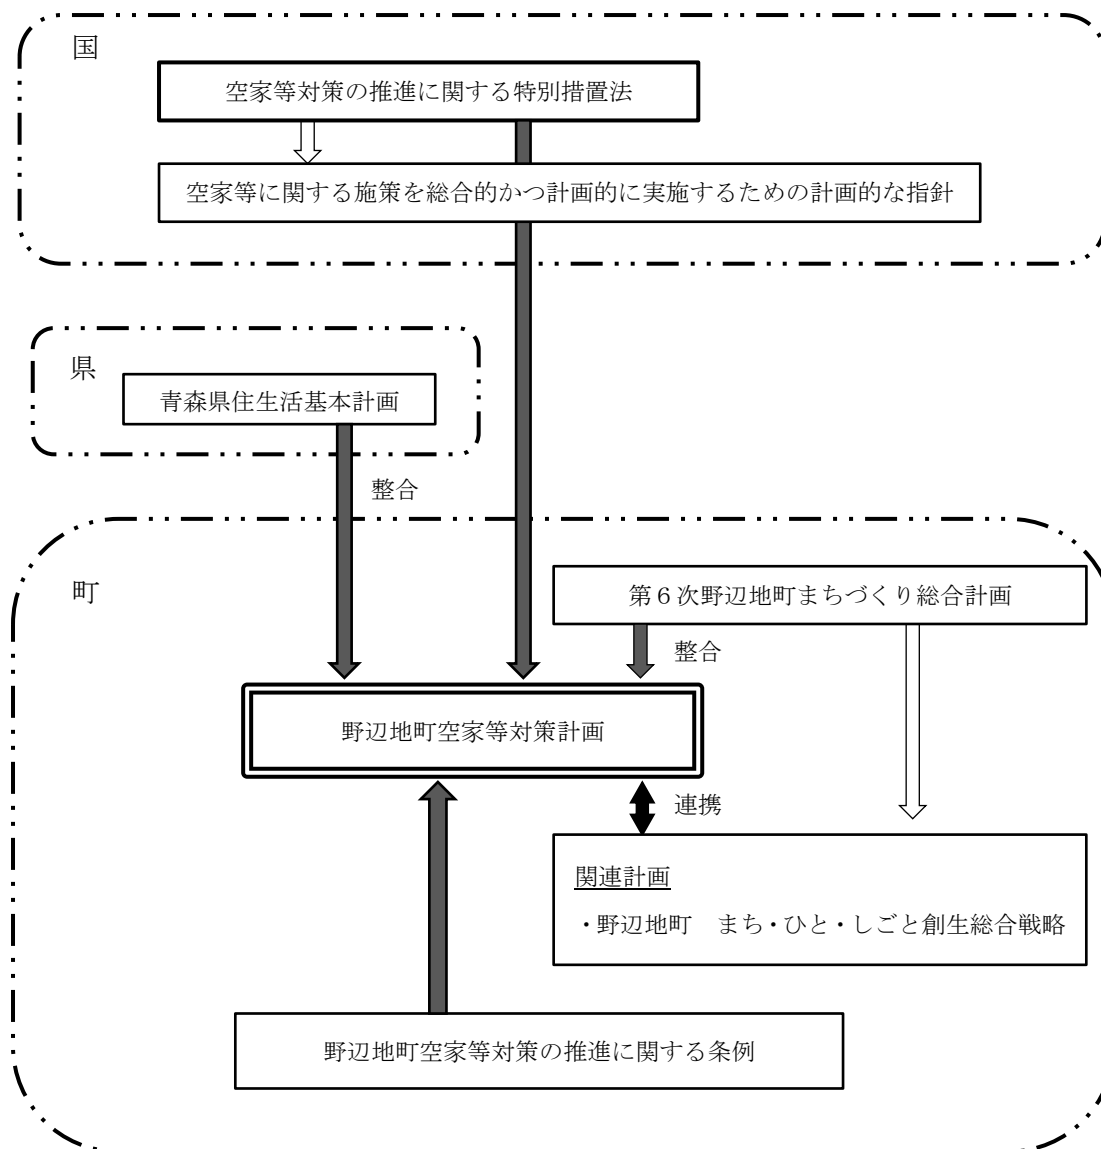 国
空家等対策の推進に関する特別措置法
空家等に関する施策を総合的かつ計画的に実施するための計画的な指針
県
青森県住生活基本計画
整合
町
第６次野辺地町まちづくり総合計画
整合
野辺地町空家等対策計画
連携
関連計画
・野辺地町　まち・ひと・しごと創生総合戦略
野辺地町空家等対策の推進に関する条例